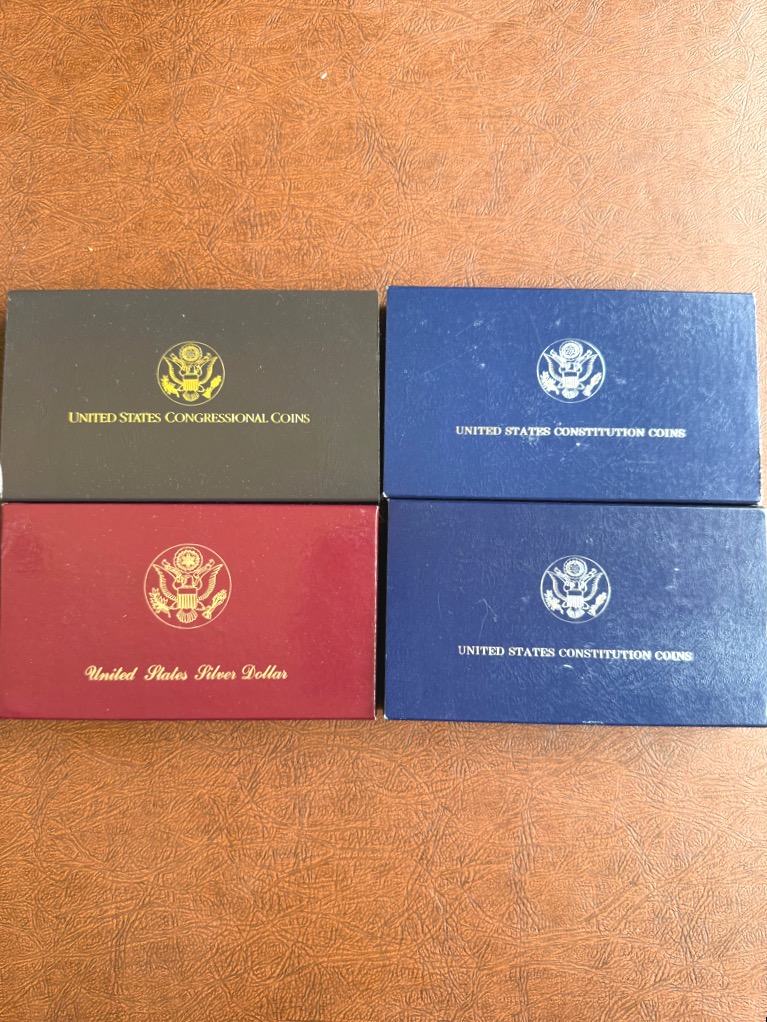 UNITED STATES CONGRESSIONAL COINS
UNITED STATES CONSTITUTION COINS
United States Silver Dollar
UNITED STATES CONSTITUTION COINS